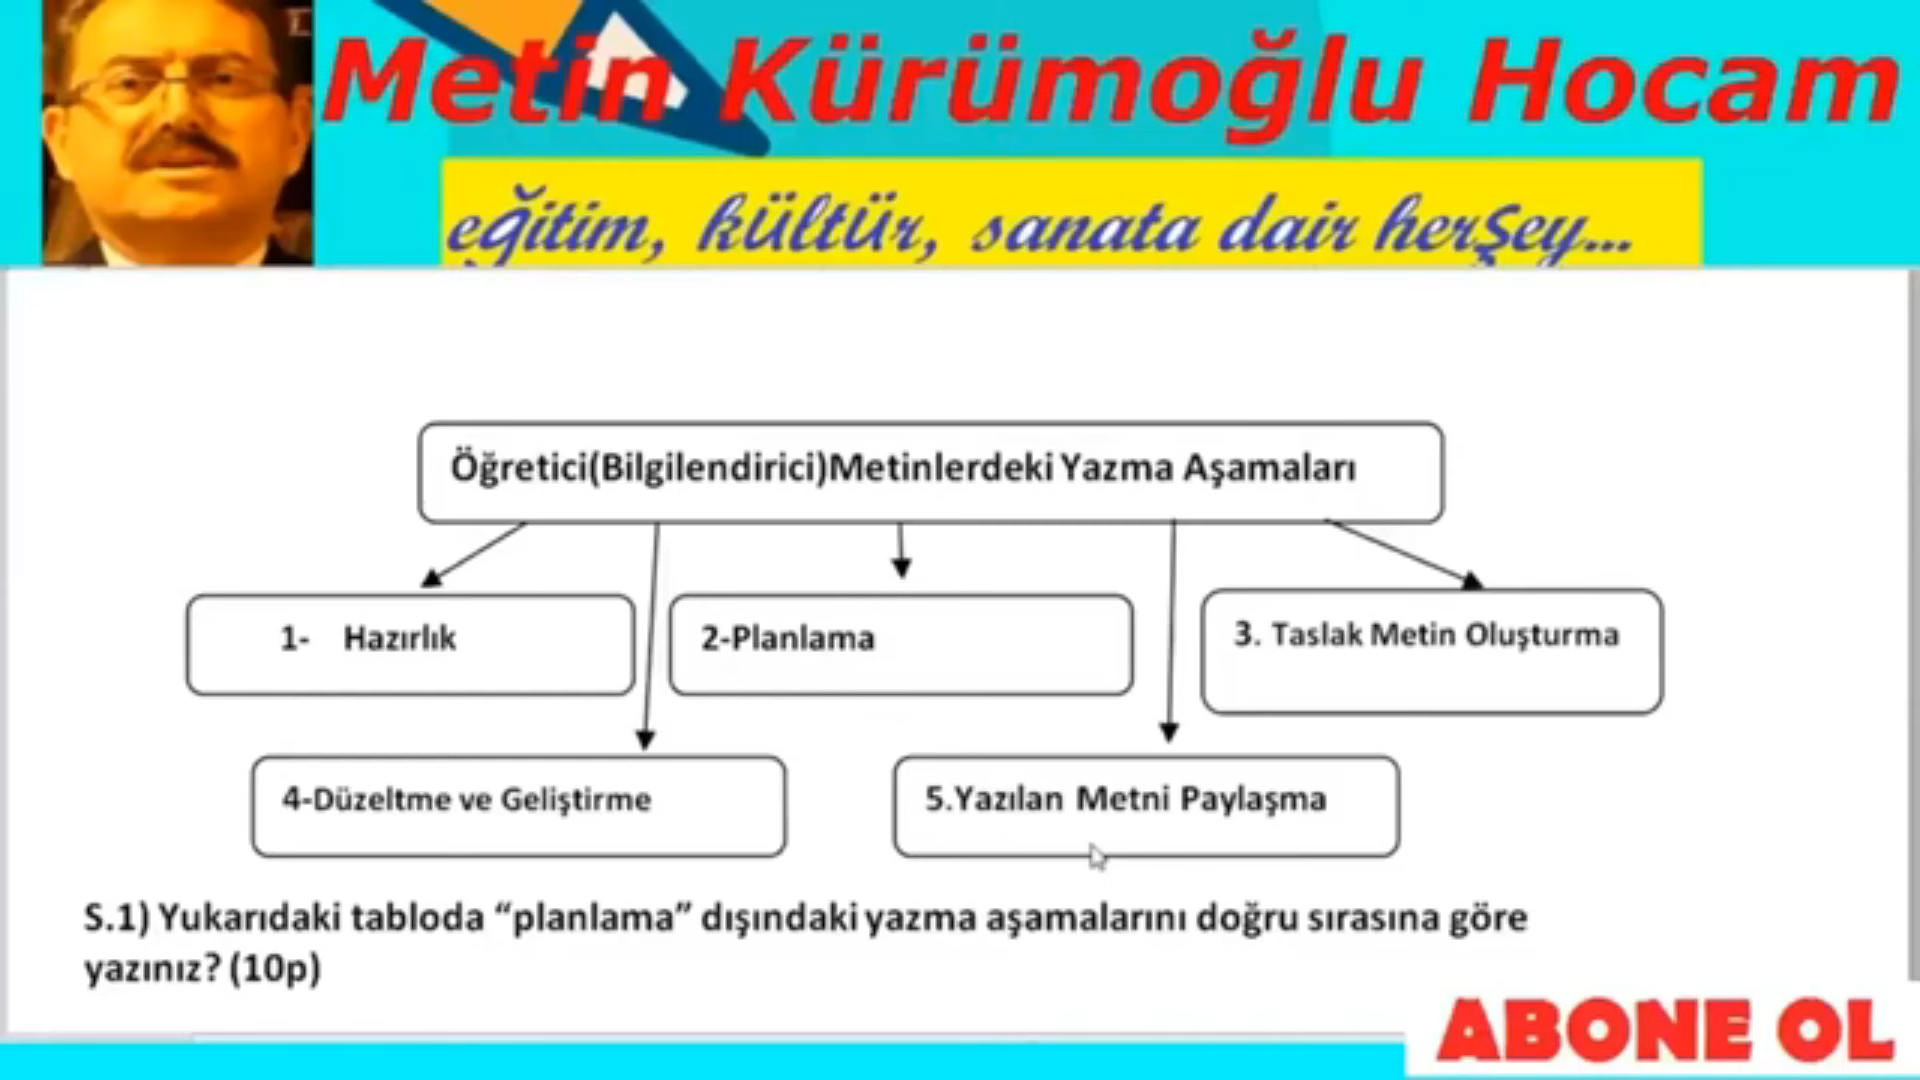 Metin Kürümoğlu Hocam
eğitim, kültür, sanata dair herşey...
Öğretici(Bilgilendirici)Metinlerdeki Yazma Aşamaları
1- Hazırlık
2-Planlama
3. Taslak Metin Oluşturma
4-Düzeltme ve Geliştirme
5.Yazılan Metni Paylaşma
S.1) Yukarıdaki tabloda “planlama” dışındaki yazma aşamalarını doğru sırasına göre
yazınız? (10p)
ABONE OL